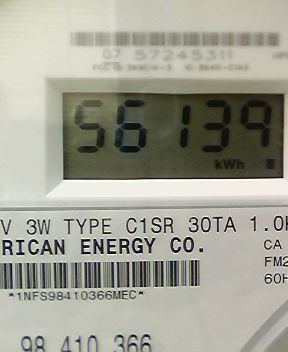 07 57245311
56139
kWh
V 3W TYPE C1SR 30TA 1.0
RICAN ENERGY CO.
CA
FM2
60H
*1NFS98410366MEC*
98 410 366